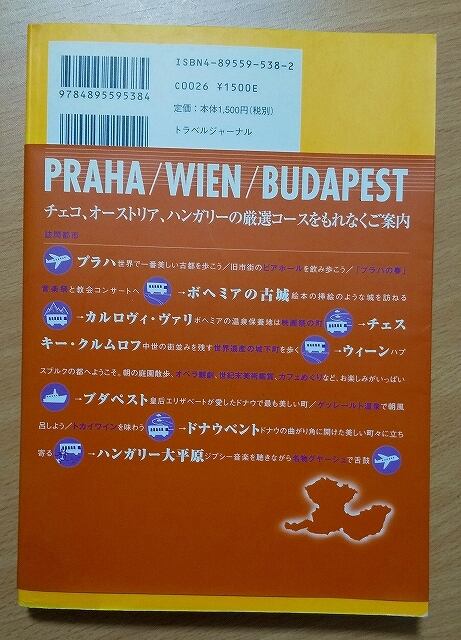 ISBN4-89559-538-2
C0026 ¥1500E
9784895595384
定価：本体1,500円(税別)
トラベルジャーナル
PRAHA/WIEN/BUDAPEST
チェコ、オーストリア、ハンガリーの厳選コースをもれなくご案内
訪問都市
プラハ世界で一番美しい古都を歩こう／旧市街のビアホールを飲み歩こう／「プラハの春」
音楽祭と教会コンサートへ →ボヘミアの古城絵本の挿絵のような城を訪ねる
→カルロヴィ・ヴァリボヘミアの温泉保養地は映画祭の町 →チェス
キー・クルムロフ中世の街並みを残す世界遺産の城下町を歩く →ウィーンハプ
スブルクの都へようこそ。朝の庭園散歩、オペラ観劇、世紀末美術鑑賞、カフェめぐりなど、お楽しみがいっぱい
→ブダペスト皇后エリザベートが愛したドナウで最も美しい町／ゲッレールト温泉で朝風
呂しよう／トカイワインを味わう →ドナウベントドナウの曲がり角に開けた美しい町々に立ち
寄る →ハンガリー大平原ジプシー音楽を聴きながら名物グヤーシュで舌鼓